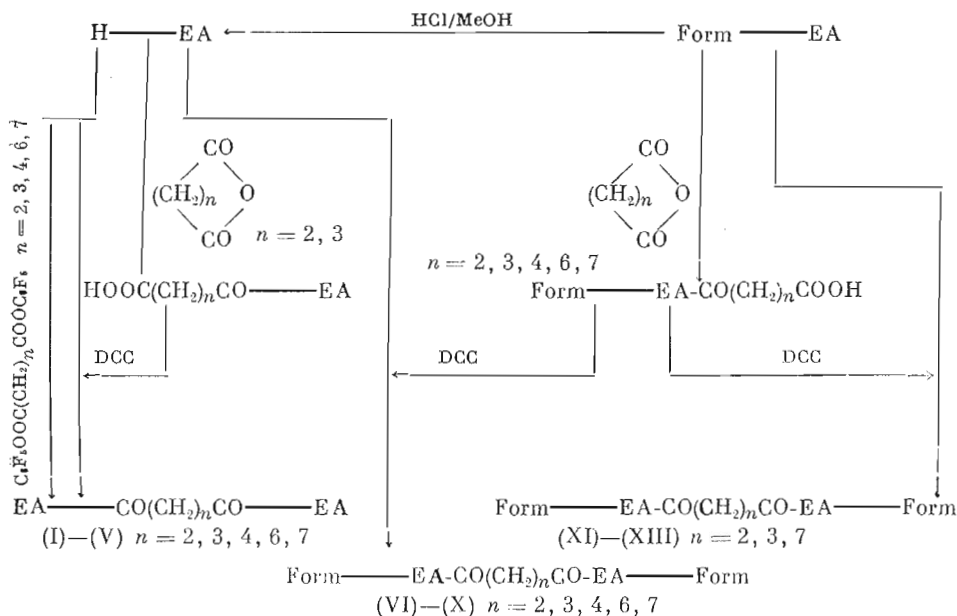 HCl/MeOH
H EA Form EA
CO CO
(CH₂)ₙ O (CH₂)ₙ O
CO n = 2, 3 CO
n = 2, 3, 4, 6, 7
HOOC(CH₂)ₙCO EA Form EA-CO(CH₂)ₙCOOH
DCC DCC DCC
C₆F₅OOC(CH₂)ₙCOOC₆F₅ n = 2, 3, 4, 6, 7
EA CO(CH₂)ₙCO EA Form EA-CO(CH₂)ₙCO-EA Form
(I)—(V) n = 2, 3, 4, 6, 7 (XI)—(XIII) n = 2, 3, 7
Form EA-CO(CH₂)ₙCO-EA Form
(VI)—(X) n = 2, 3, 4, 6, 7